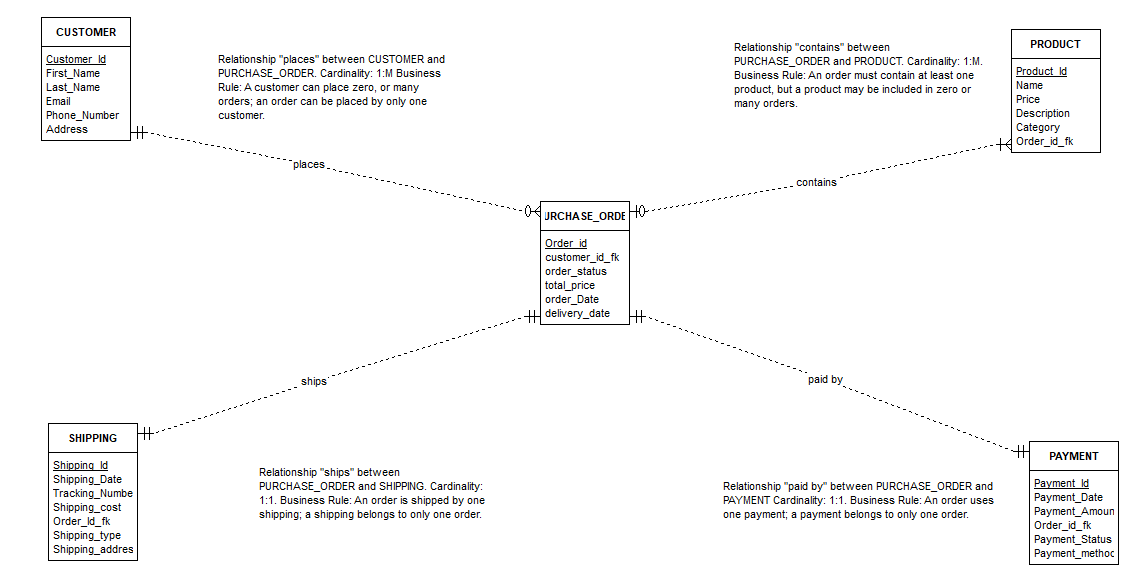 CUSTOMER
Customer_Id
First_Name
Last_Name
Email
Phone_Number
Address
Relationship "places" between CUSTOMER and
PURCHASE_ORDER. Cardinality: 1:M Business
Rule: A customer can place zero, or many
orders; an order can be placed by only one
customer.
Relationship "contains" between
PURCHASE_ORDER and PRODUCT. Cardinality: 1:M.
Business Rule: An order must contain at least one
product, but a product may be included in zero or
many orders.
PRODUCT
Product_Id
Name
Price
Description
Category
Order_id_fk
places
contains
URCHASE_ORDE
Order_id
customer_id_fk
order_status
total_price
order_Date
delivery_date
ships
paid by
SHIPPING
Shipping_Id
Shipping_Date
Tracking_Numbe
Shipping_cost
Order_Id_fk
Shipping_type
Shipping_addres
Relationship "ships" between
PURCHASE_ORDER and SHIPPING. Cardinality:
1:1. Business Rule: An order is shipped by one
shipping; a shipping belongs to only one order.
Relationship "paid by" between PURCHASE_ORDER and
PAYMENT Cardinality: 1:1. Business Rule: An order uses
one payment; a payment belongs to only one order.
PAYMENT
Payment_Id
Payment_Date
Payment_Amoun
Order_id_fk
Payment_Status
Payment_method